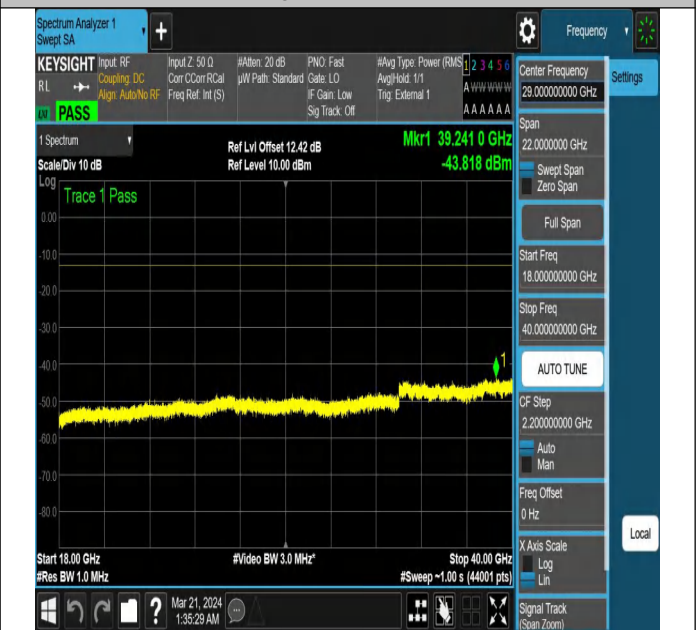 Spectrum Analyzer 1
Swept SA
+
Frequency
KEYSIGHT
RL
PASS
Input: RF
Coupling: DC
Align: Auto/No RF
Input Z: 50 Ω
Corr CCorr RCal
Freq Ref: Int (S)
#Atten: 20 dB
µW Path: Standard
PNO: Fast
Gate: LO
IF Gain: Low
Sig Track: Off
#Avg Type: Power (RMS
Avg|Hold: 1/1
Trig: External 1
1 2 3 4 5 6
A W W W W W
A A A A A A
Center Frequency
29.000000000 GHz
Settings
Span
22.0000000 GHz
Swept Span
Zero Span
Full Span
Start Freq
18.000000000 GHz
Stop Freq
40.000000000 GHz
AUTO TUNE
CF Step
2.200000000 GHz
Auto
Man
Freq Offset
0 Hz
X Axis Scale
Log
Lin
Signal Track
(Span Zoom)
Local
1 Spectrum
Scale/Div 10 dB
Ref Lvl Offset 12.42 dB
Ref Level 10.00 dBm
Mkr1 39.241 0 GHz
-43.818 dBm
Log
Trace 1 Pass
0.00
-10.0
-20.0
-30.0
-40.0
-50.0
-60.0
-70.0
-80.0
1
Start 18.00 GHz
#Res BW 1.0 MHz
#Video BW 3.0 MHz*
Stop 40.00 GHz
#Sweep ~1.00 s (44001 pts)
?
Mar 21, 2024
1:35:29 AM